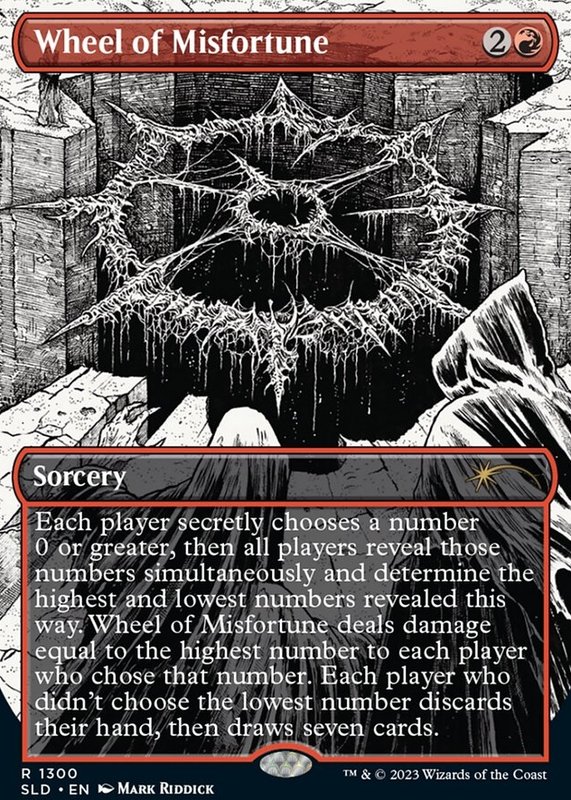 Wheel of Misfortune 2
Sorcery
Each player secretly chooses a number
0 or greater, then all players reveal those
numbers simultaneously and determine the
highest and lowest numbers revealed this
way. Wheel of Misfortune deals damage
equal to the highest number to each player
who chose that number. Each player who
didn't choose the lowest number discards
their hand, then draws seven cards.
R 1300
SLD • EN Mark Riddick
™ & © 2023 Wizards of the Coast